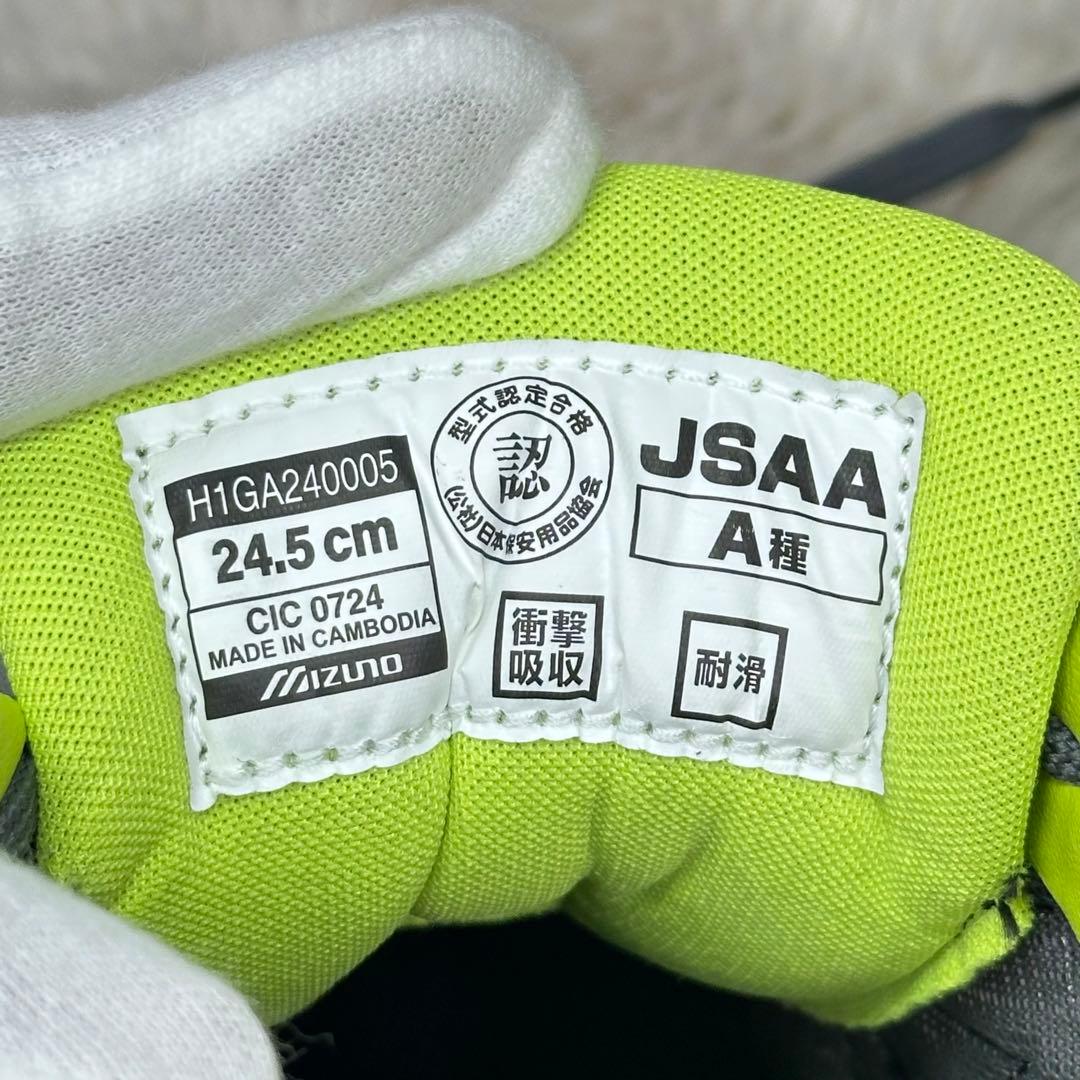 H1GA240005
24.5 cm
CIC 0724
MADE IN CAMBODIA
MIZUNO
型式認定合格
認
(公社)日本保安用品協会
衝撃
吸収
JSAA
A種
耐滑